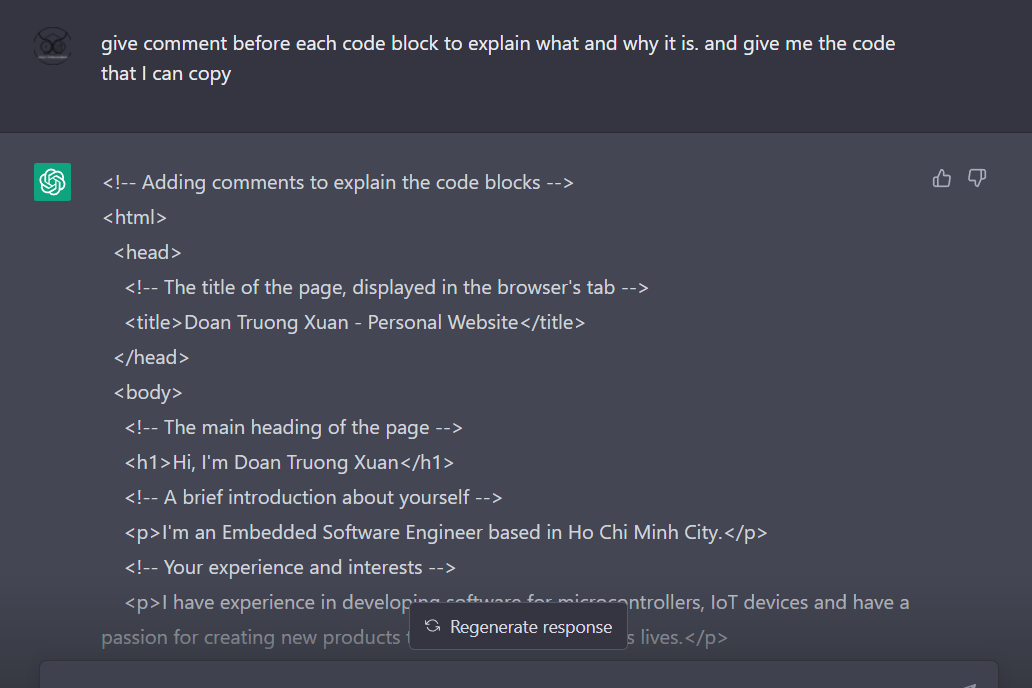 give comment before each code block to explain what and why it is. and give me the code
that I can copy
<!-- Adding comments to explain the code blocks -->
<html>
<head>
<!-- The title of the page, displayed in the browser's tab -->
<title>Doan Truong Xuan - Personal Website</title>
</head>
<body>
<!-- The main heading of the page -->
<h1>Hi, I'm Doan Truong Xuan</h1>
<!-- A brief introduction about yourself -->
<p>I'm an Embedded Software Engineer based in Ho Chi Minh City.</p>
<!-- Your experience and interests -->
<p>I have experience in developing software for microcontrollers, IoT devices and have a
passion for creating new products lives.</p>
Regenerate response